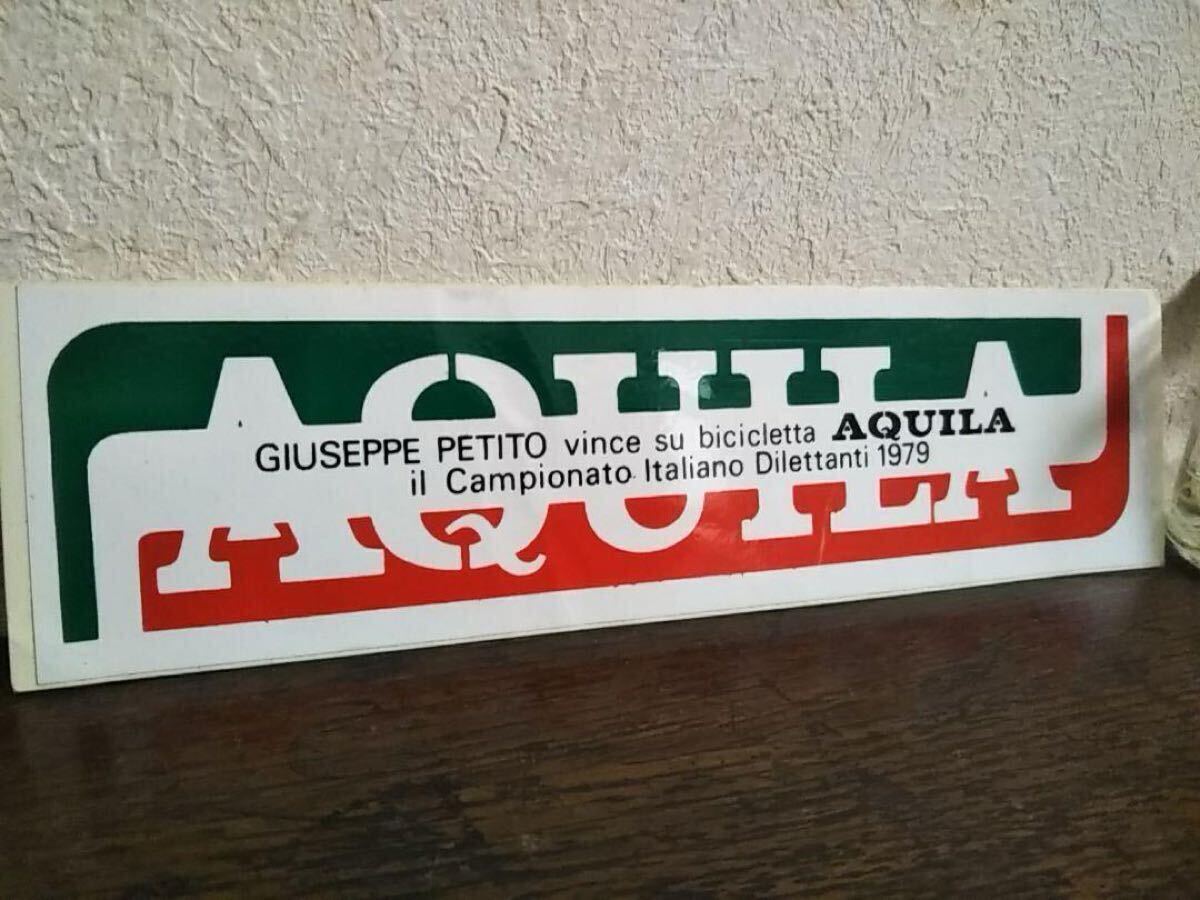 AQUILA
GIUSEPPE PETITO vince su bicicletta AQUILA
il Campionato Italiano Dilettanti 1979